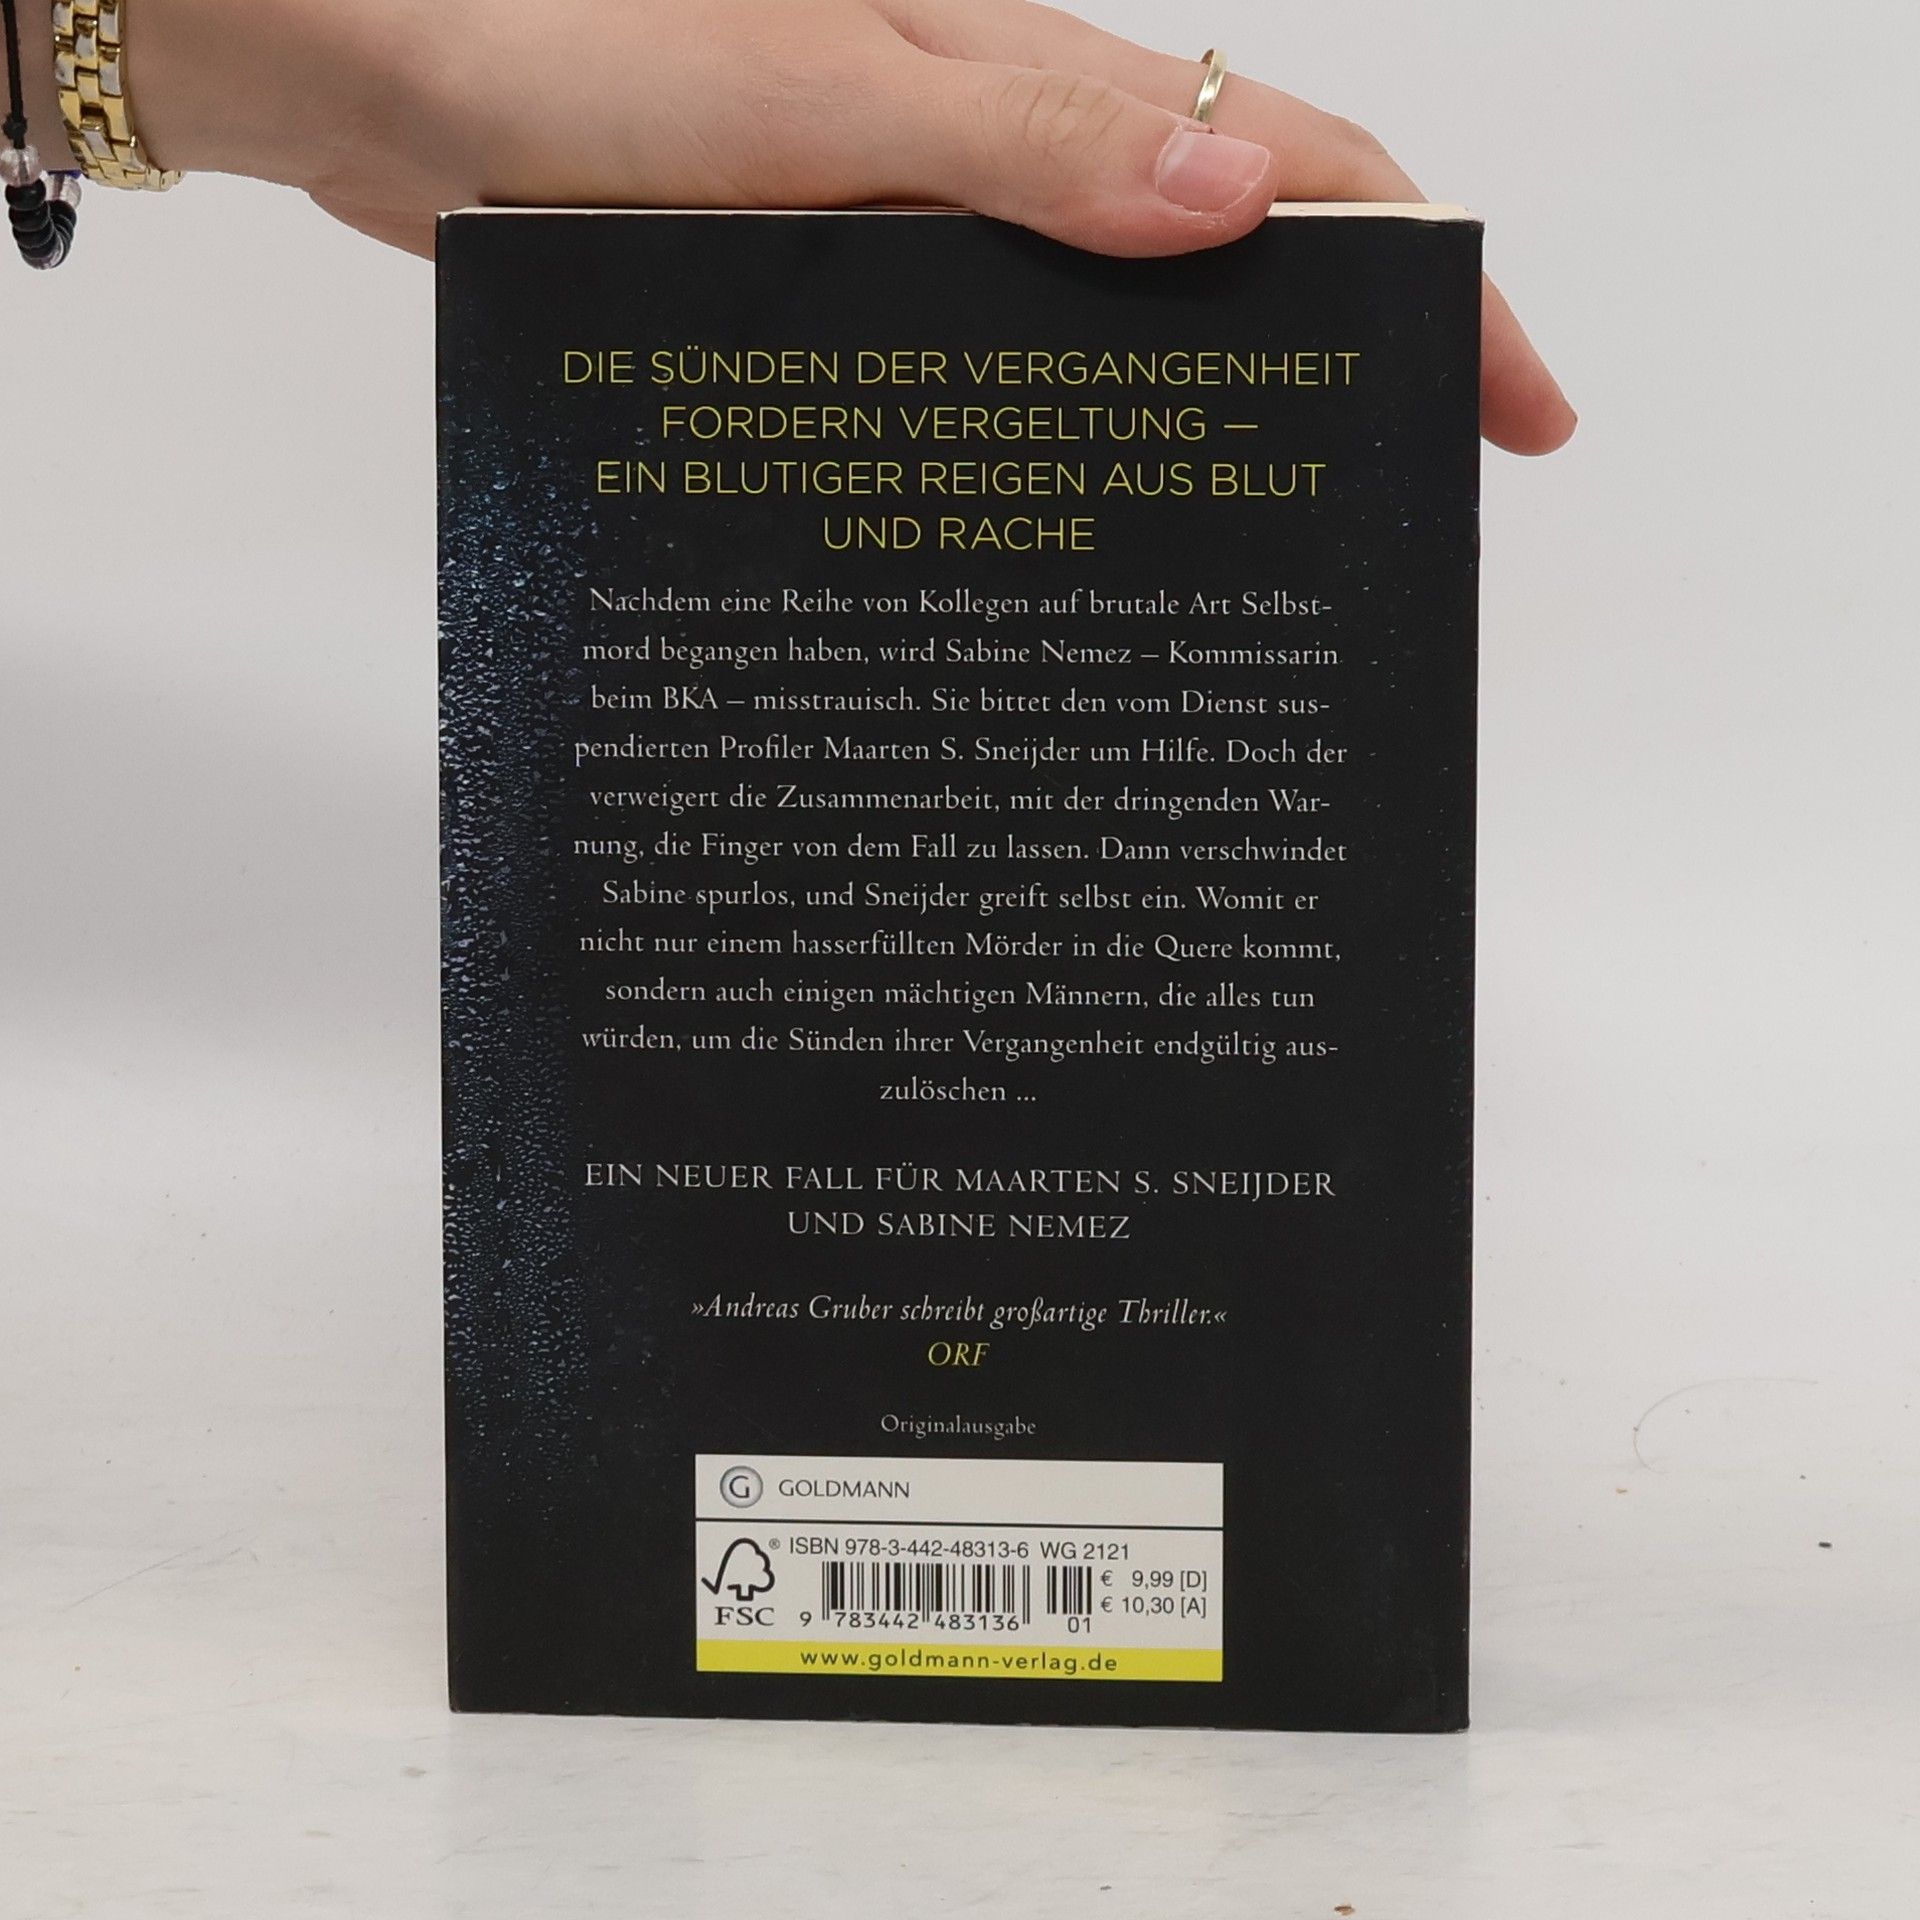 DIE SÜNDEN DER VERGANGENHEIT
FORDERN VERGELTUNG –
EIN BLUTIGER REIGEN AUS BLUT
UND RACHE
Nachdem eine Reihe von Kollegen auf brutale Art Selbst-
mord begangen haben, wird Sabine Nemez – Kommissarin
beim BKA – misstrauisch. Sie bittet den vom Dienst sus-
pendierten Profiler Maarten S. Sneijder um Hilfe. Doch der
verweigert die Zusammenarbeit, mit der dringenden War-
nung, die Finger von dem Fall zu lassen. Dann verschwindet
Sabine spurlos, und Sneijder greift selbst ein. Womit er
nicht nur einem hasserfüllten Mörder in die Quere kommt,
sondern auch einigen mächtigen Männern, die alles tun
würden, um die Sünden ihrer Vergangenheit endgültig aus-
zulöschen ...
EIN NEUER FALL FÜR MAARTEN S. SNEIJDER
UND SABINE NEMEZ
»Andreas Gruber schreibt großartige Thriller.«
ORF
Originalausgabe
G GOLDMANN
ISBN 978-3-442-48313-6 WG 2121
€ 9,99 [D]
€ 10,30 [A]
FSC ®
9 783442 483136 01
www.goldmann-verlag.de